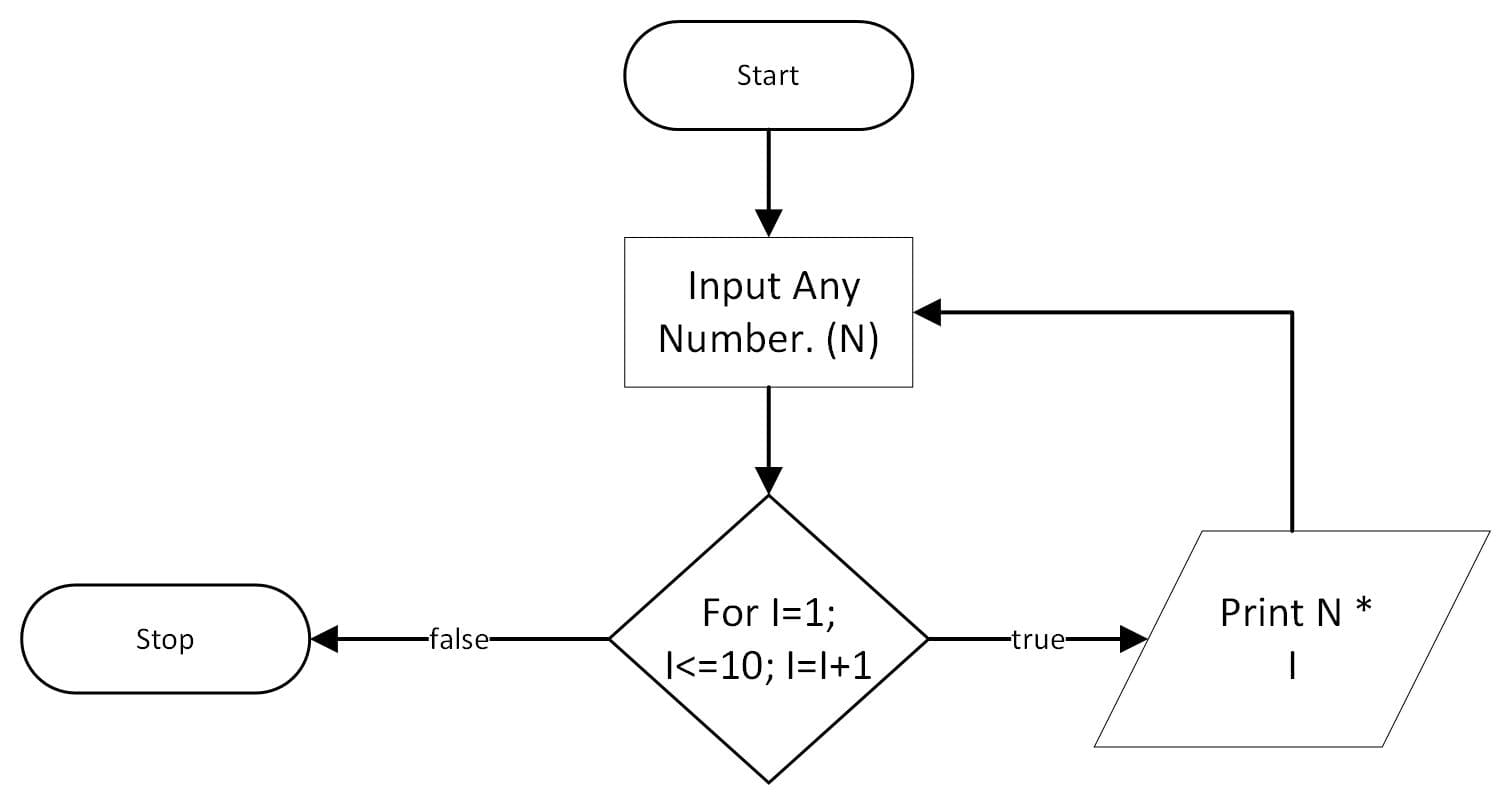 Start
Input Any
Number. (N)
For I=1;
I<=10; I=I+1
false
Stop
true
Print N *
I